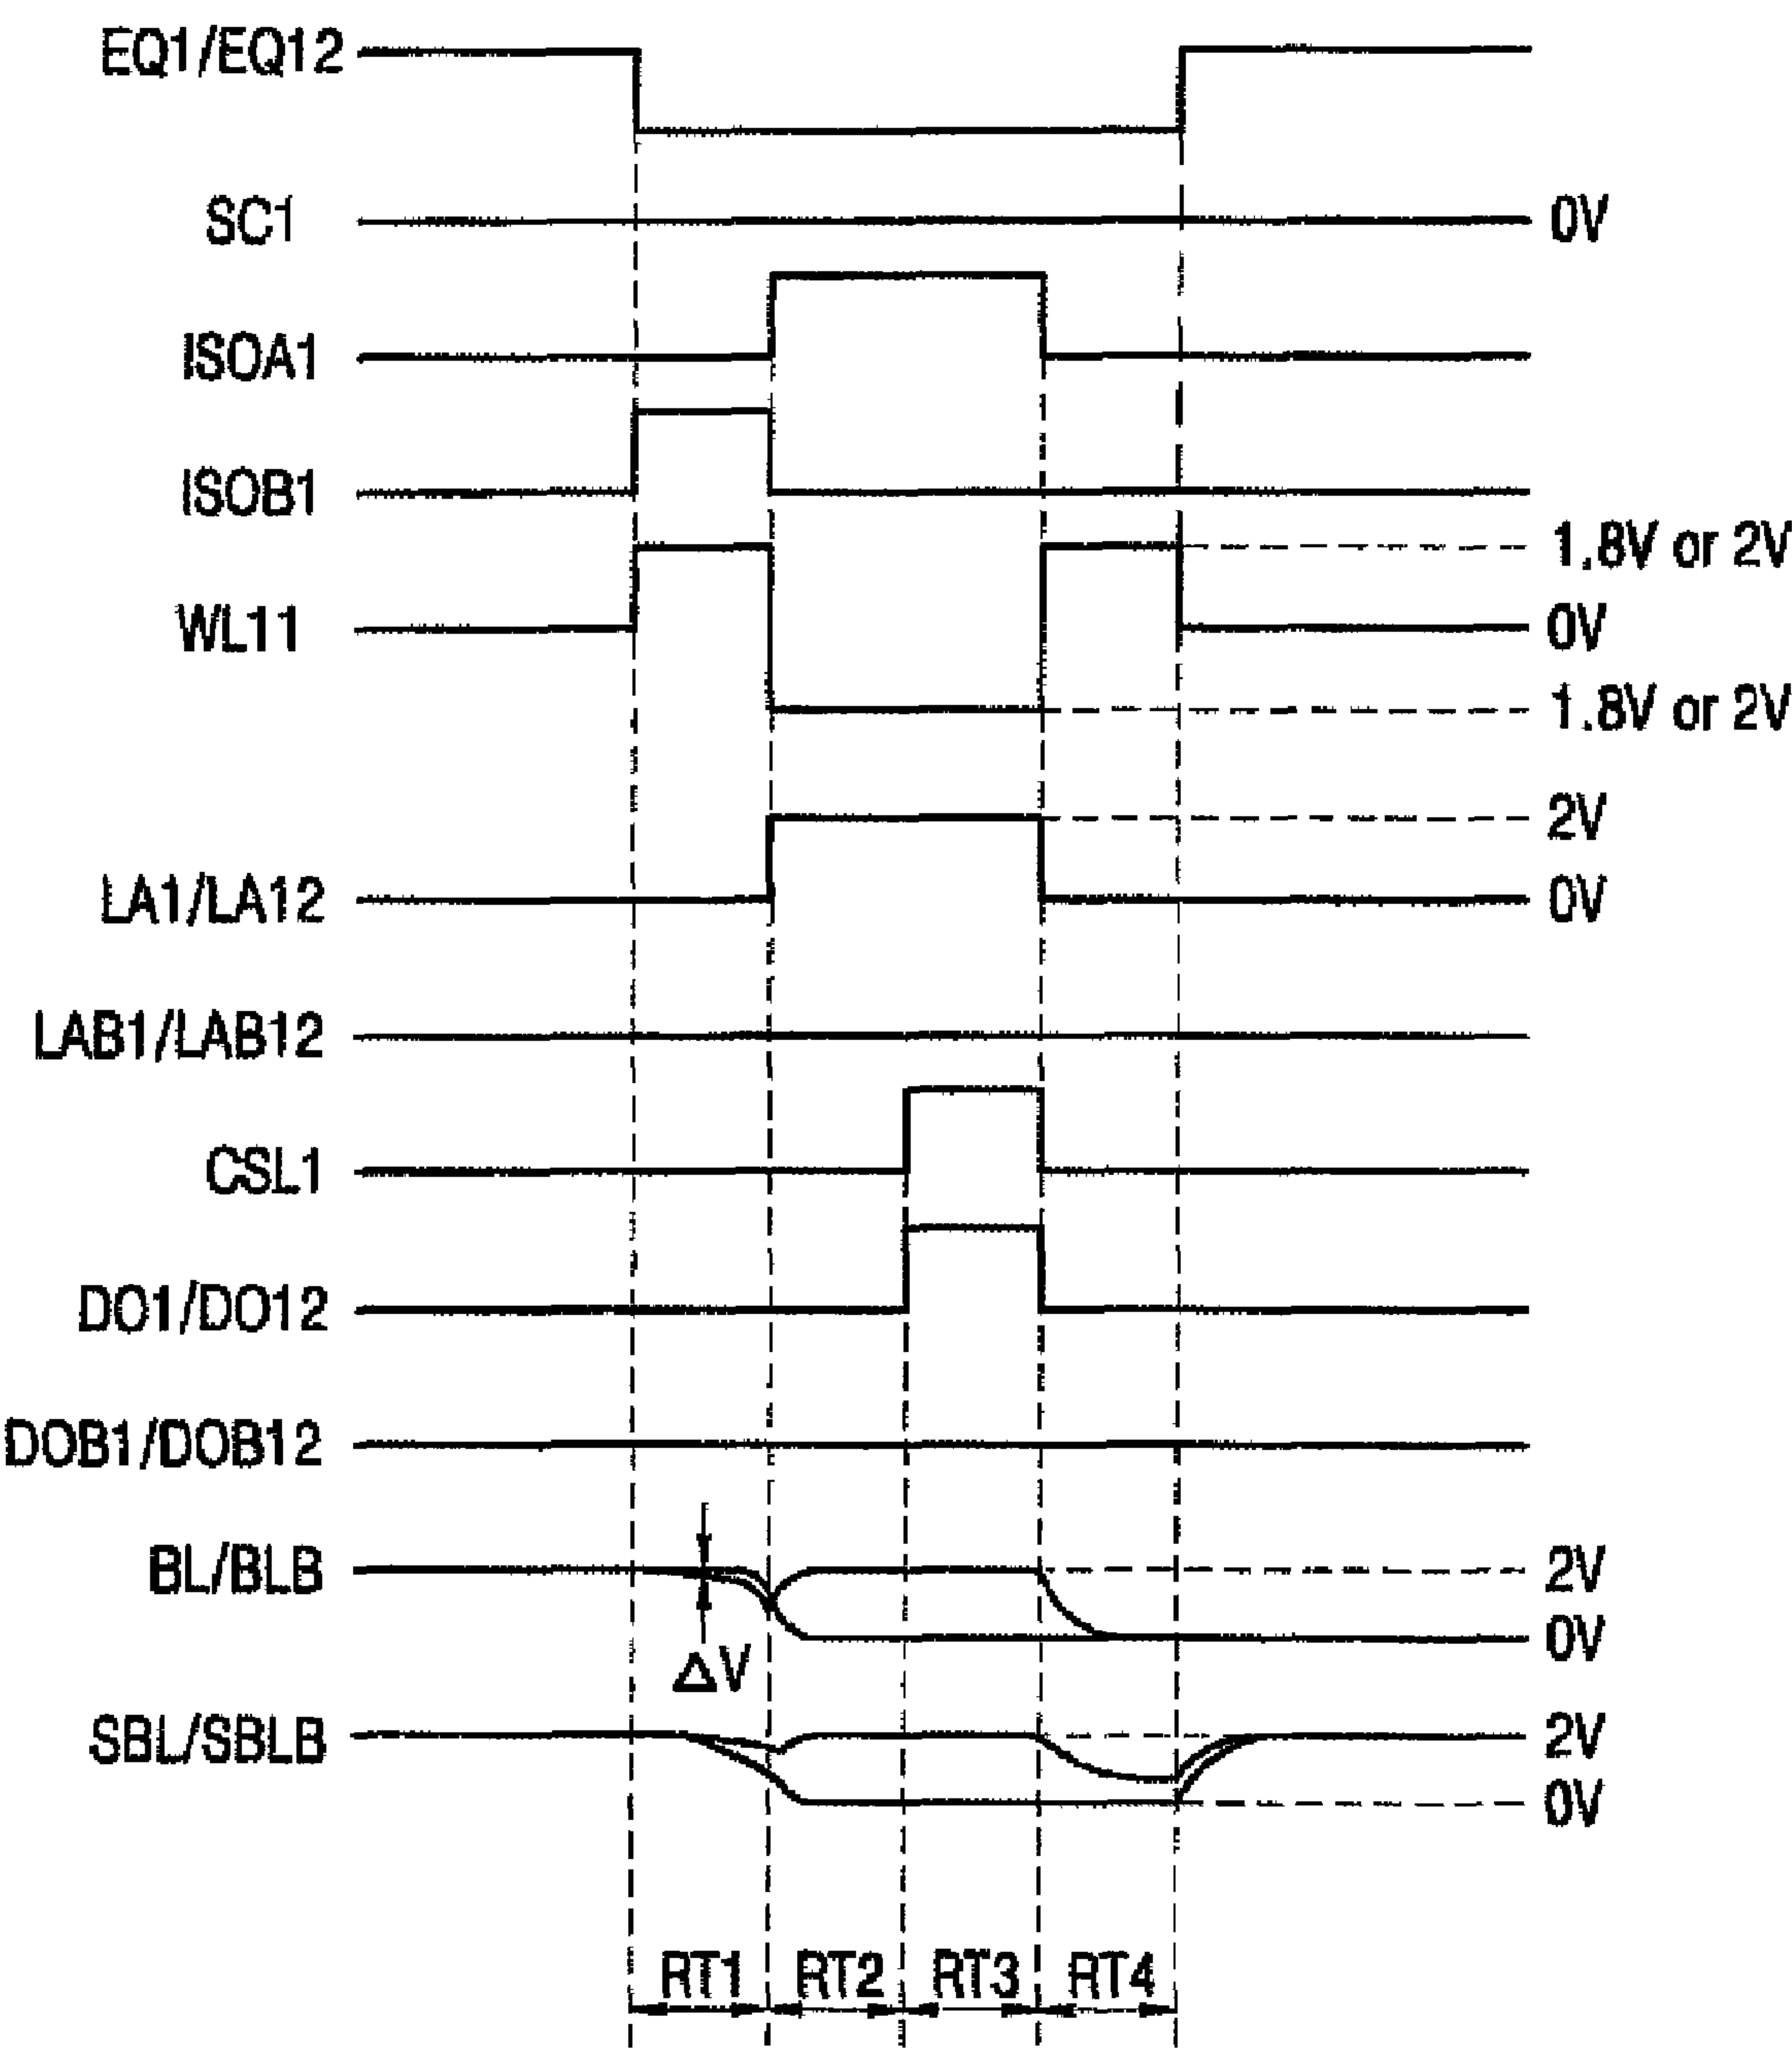 EQ1/EQ12
SC1 0V
ISOA1
ISOB1
1.8V or 2V
WL11 0V
1.8V or 2V
2V
LA1/LA12 0V
LAB1/LAB12
CSL1
DO1/DO12
DOB1/DOB12
BL/BLB 2V
0V
ΔV
SBL/SBLB 2V
0V
RT1 RT2 RT3 RT4